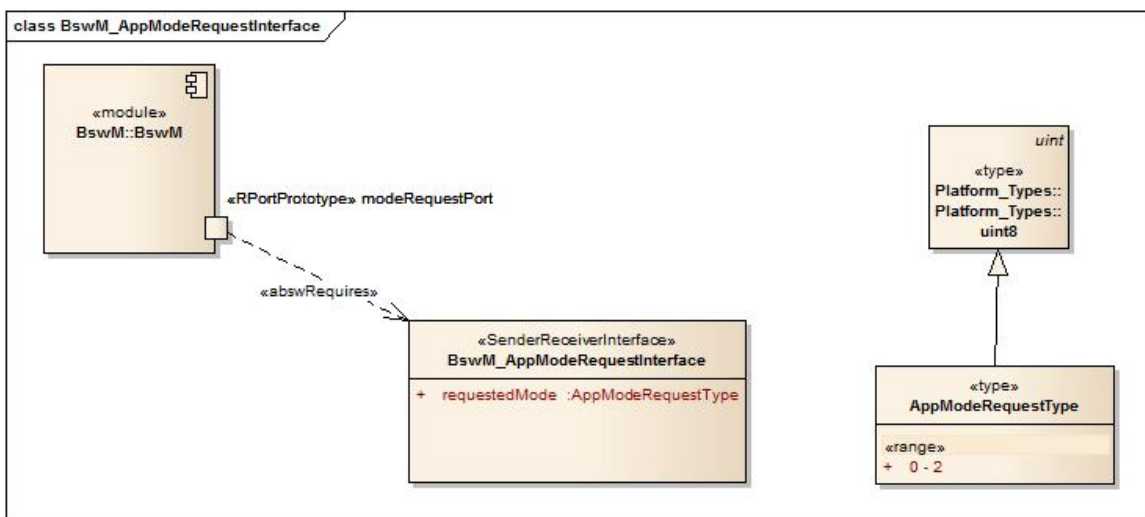 class BswM_AppModeRequestInterface
«module»
BswM::BswM
«RPortPrototype» modeRequestPort
«abswRequires»
«SenderReceiverInterface»
BswM_AppModeRequestInterface
+ requestedMode :AppModeRequestType
uint
«type»
Platform_Types::
Platform_Types::
uint8
«type»
AppModeRequestType
«range»
+ 0 - 2